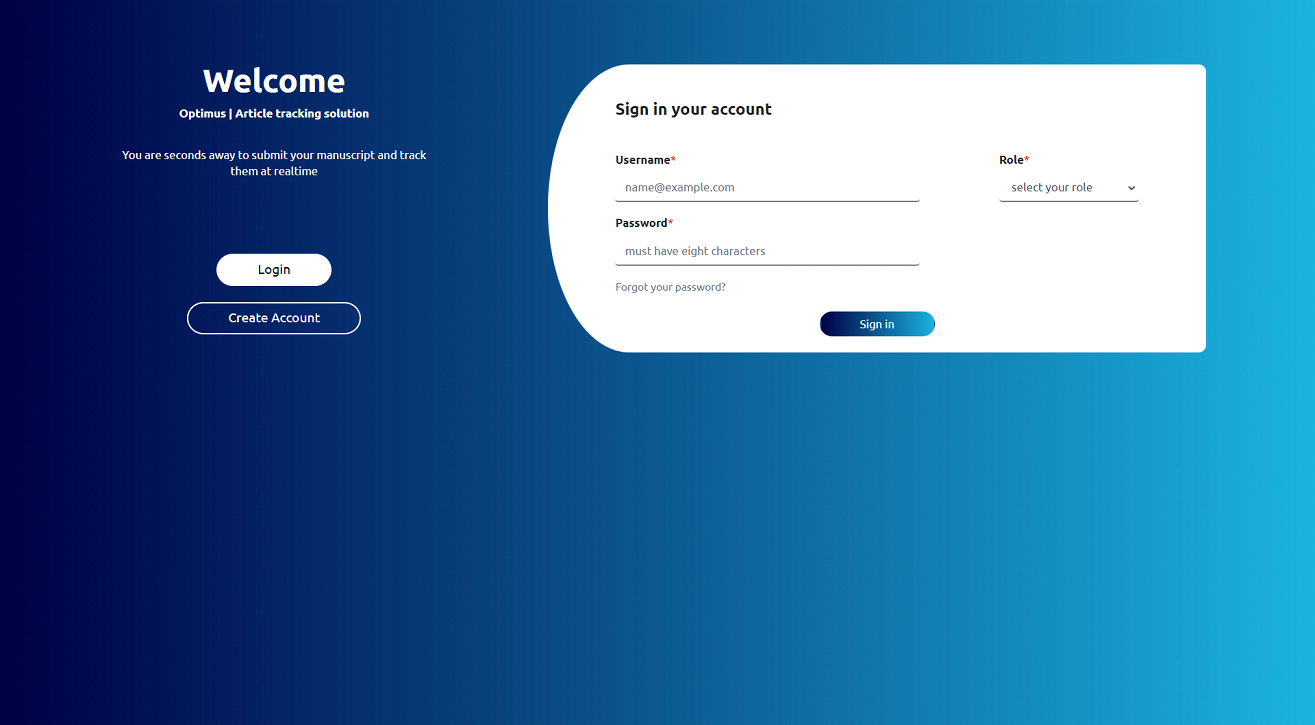 Welcome
Optimus | Article tracking solution
You are seconds away to submit your manuscript and track
them at realtime
Login
Create Account
Sign in your account
Username*
name@example.com
Role*
select your role
Password*
must have eight characters
Forgot your password?
Sign in